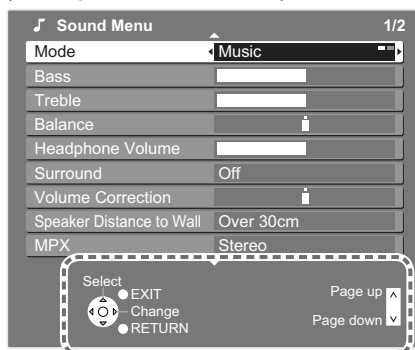 Sound Menu 1/2
Mode Music
Bass
Treble
Balance
Headphone Volume
Surround Off
Volume Correction
Speaker Distance to Wall Over 30cm
MPX Stereo
Select
EXIT
Change
RETURN
Page up
Page down